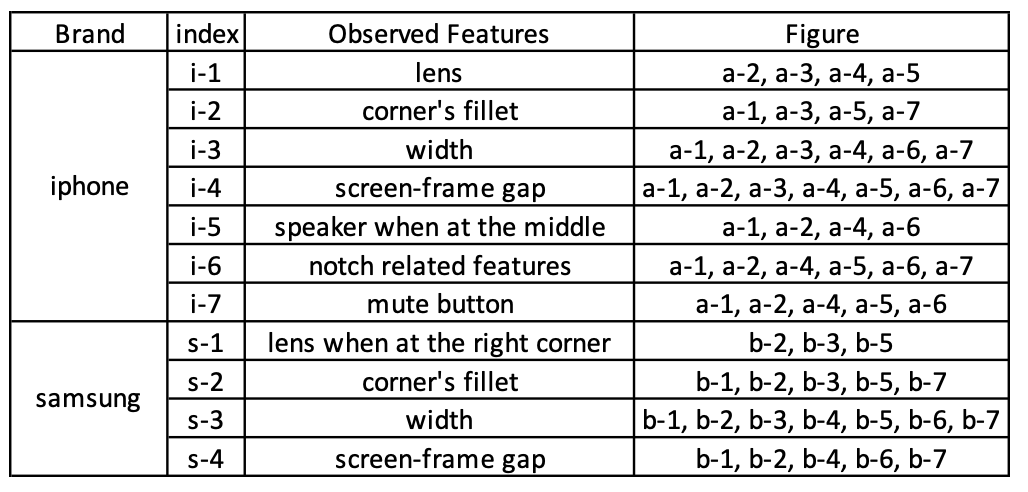 Brand index Observed Features Figure
i-1 lens a-2, a-3, a-4, a-5
i-2 corner's fillet a-1, a-3, a-5, a-7
i-3 width a-1, a-2, a-3, a-4, a-6, a-7
iphone i-4 screen-frame gap a-1, a-2, a-3, a-4, a-5, a-6, a-7
i-5 speaker when at the middle a-1, a-2, a-4, a-6
i-6 notch related features a-1, a-2, a-4, a-5, a-6, a-7
i-7 mute button a-1, a-2, a-4, a-5, a-6
s-1 lens when at the right corner b-2, b-3, b-5
samsung s-2 corner's fillet b-1, b-2, b-3, b-5, b-7
s-3 width b-1, b-2, b-3, b-4, b-5, b-6, b-7
s-4 screen-frame gap b-1, b-2, b-4, b-6, b-7